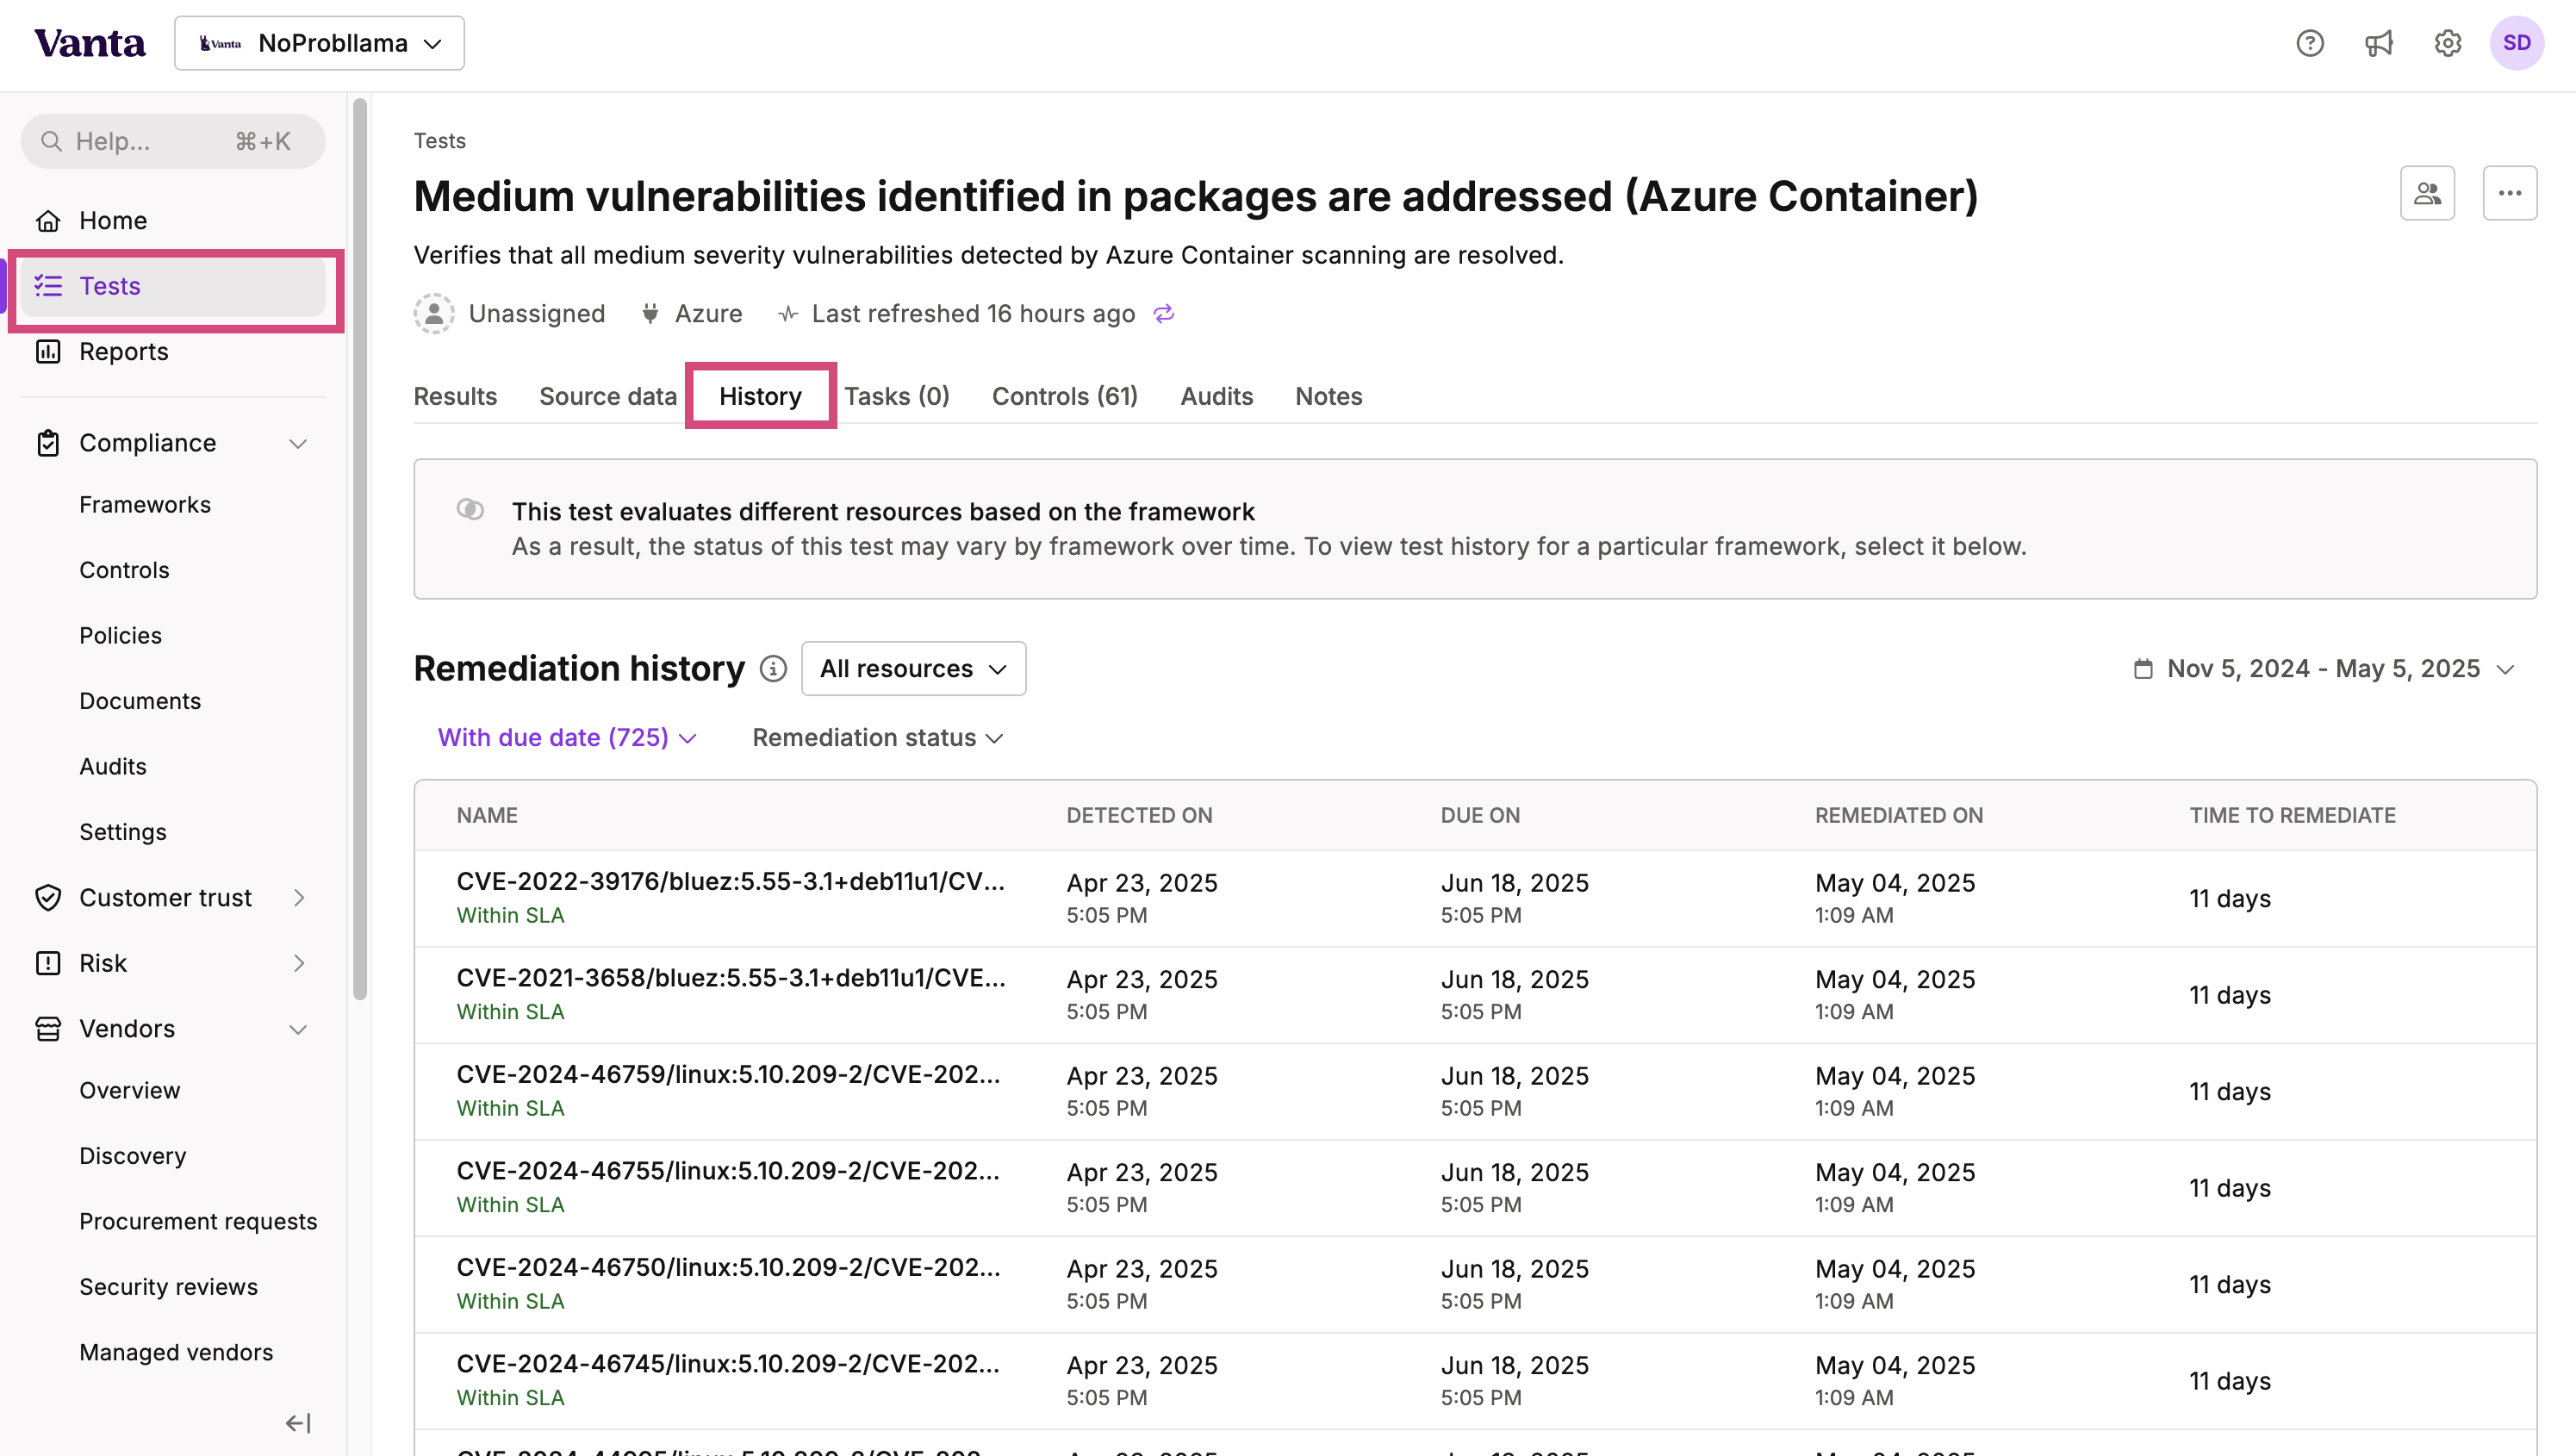 Vanta
Vanta NoProbllama
SD
Help... ⌘+K
Home
Tests
Reports
Compliance
Frameworks
Controls
Policies
Documents
Audits
Settings
Customer trust
Risk
Vendors
Overview
Discovery
Procurement requests
Security reviews
Managed vendors
Tests
Medium vulnerabilities identified in packages are addressed (Azure Container)
Verifies that all medium severity vulnerabilities detected by Azure Container scanning are resolved.
Unassigned Azure Last refreshed 16 hours ago
Results Source data History Tasks (0) Controls (61) Audits Notes
This test evaluates different resources based on the framework
As a result, the status of this test may vary by framework over time. To view test history for a particular framework, select it below.
Remediation history All resources Nov 5, 2024 - May 5, 2025
With due date (725) Remediation status
NAME DETECTED ON DUE ON REMEDIATED ON TIME TO REMEDIATE
CVE-2022-39176/bluez:5.55-3.1+deb11u1/CV... Apr 23, 2025 Jun 18, 2025 May 04, 2025 11 days
Within SLA 5:05 PM 5:05 PM 1:09 AM
CVE-2021-3658/bluez:5.55-3.1+deb11u1/CVE... Apr 23, 2025 Jun 18, 2025 May 04, 2025 11 days
Within SLA 5:05 PM 5:05 PM 1:09 AM
CVE-2024-46759/linux:5.10.209-2/CVE-202... Apr 23, 2025 Jun 18, 2025 May 04, 2025 11 days
Within SLA 5:05 PM 5:05 PM 1:09 AM
CVE-2024-46755/linux:5.10.209-2/CVE-202... Apr 23, 2025 Jun 18, 2025 May 04, 2025 11 days
Within SLA 5:05 PM 5:05 PM 1:09 AM
CVE-2024-46750/linux:5.10.209-2/CVE-202... Apr 23, 2025 Jun 18, 2025 May 04, 2025 11 days
Within SLA 5:05 PM 5:05 PM 1:09 AM
CVE-2024-46745/linux:5.10.209-2/CVE-202... Apr 23, 2025 Jun 18, 2025 May 04, 2025 11 days
Within SLA 5:05 PM 5:05 PM 1:09 AM